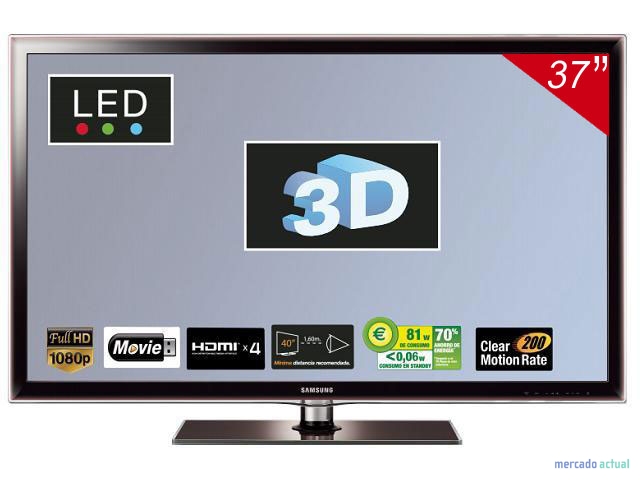 37”
LED
3D
Full HD
1080p
Movie
HDMI x4
40”
1,60m.
Mínima distancia recomendada.
€
81 W
DE CONSUMO
70%
AHORRO DE
ENERGÍA*
<0,06w
CONSUMO EN STANDBY
Clear 200
Motion Rate
SAMSUNG
mercado actual